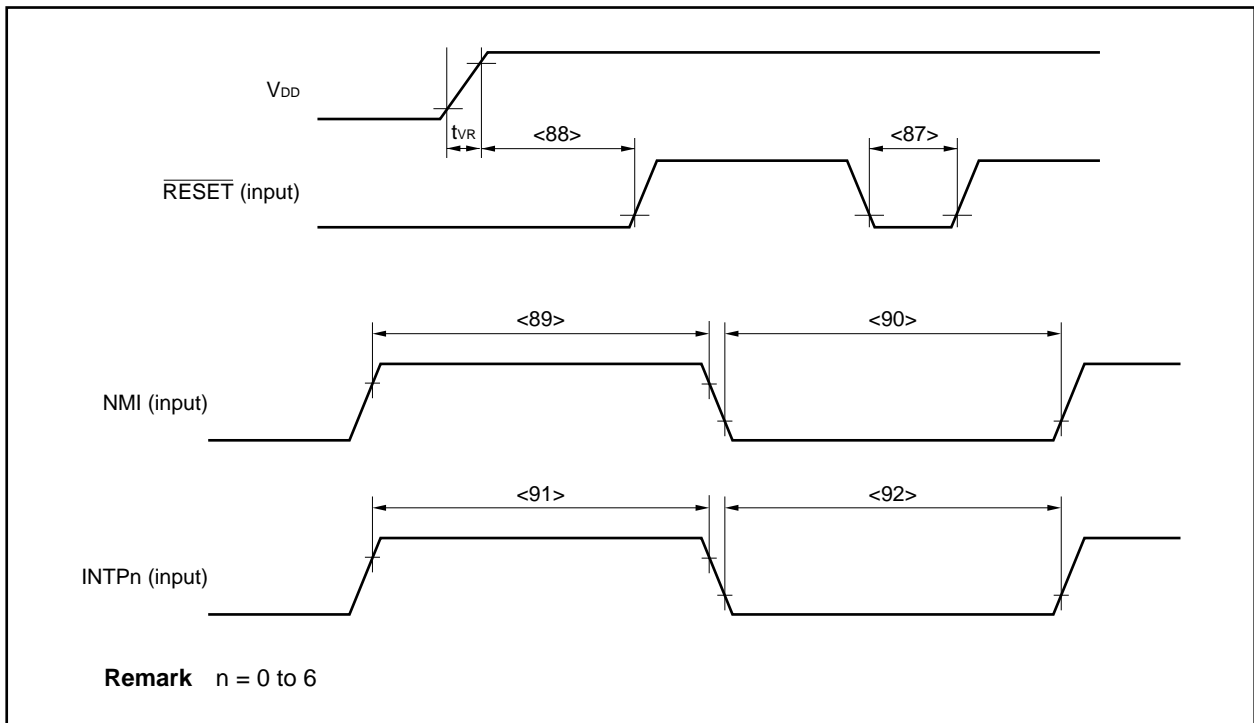 VDD
tVR
<88>
<87>
RESET (input)
<89>
<90>
NMI (input)
<91>
<92>
INTPn (input)
Remark n = 0 to 6